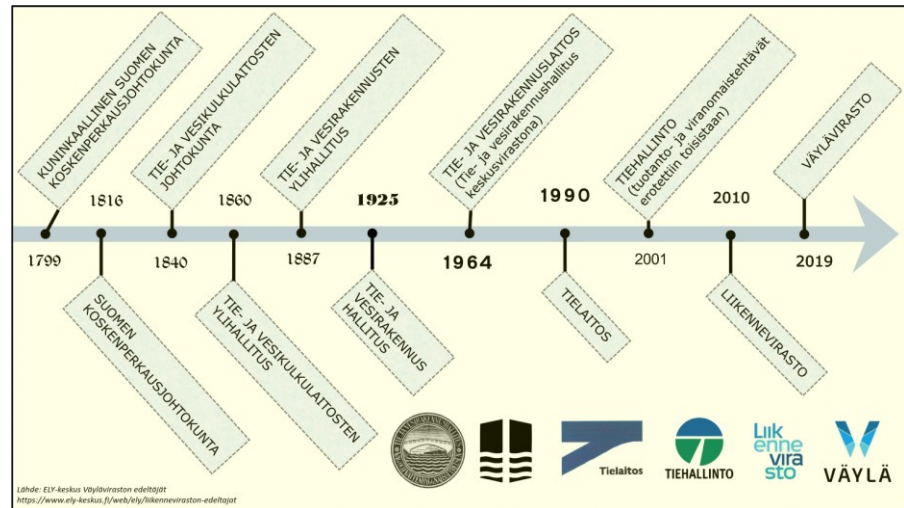 KUNINKAALLINEN SUOMEN
KOSKENPERKAUSJOHTOKUNTA
TIE- JA VESIKULKULAITOSTEN
JOHTOKUNTA
TIE- JA VESIRAKENNUSTEN
YLIHALLITUS
TIE- JA VESIRAKENNUSLAITOS
(Tie- ja vesirakennushallitus
keskusvirastona)
TIEHALLINTO
(tuotanto- ja viranomaistehtävät
erotettiin toisistaan)
VÄYLÄVIRASTO
1816
1860
1925
1990
2010
1799
1840
1887
1964
2001
2019
SUOMEN
KOSKENPERKAUSJOHTOKUNTA
TIE- JA VESIKULKULAITOSTEN
YLIHALLITUS
TIE- JA
VESIRAKENNUS
HALLITUS
TIELAITOS
LIIKENNEVIRASTO
Tielaitos
TIEHALLINTO
Liik
enne
vira
sto
VÄYLÄ
Lähde: ELY-keskus Väyläviraston edeltäjät
https://www.ely-keskus.fi/web/ely/liikenneviraston-edeltajat